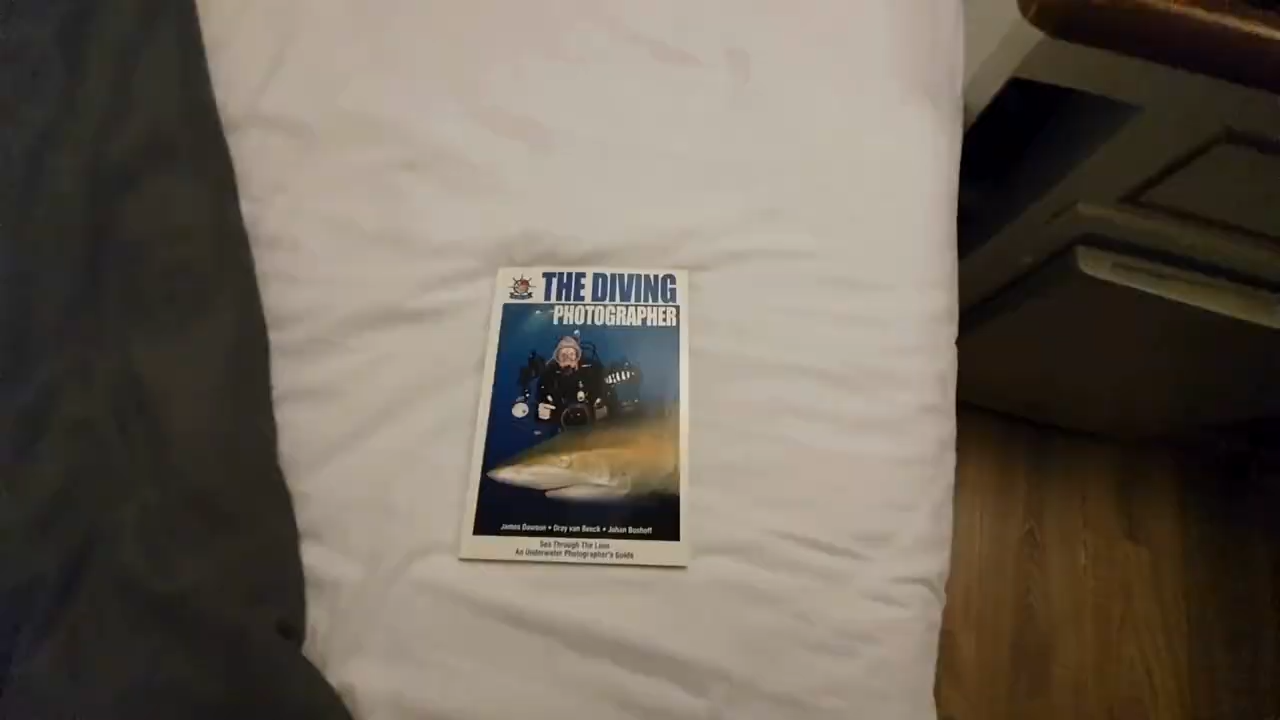 THE DIVING
PHOTOGRAPHER
James Dawson • Dray van Beeck • Johan Boshoff
Sea Through The Lens
An Underwater Photographer's Guide